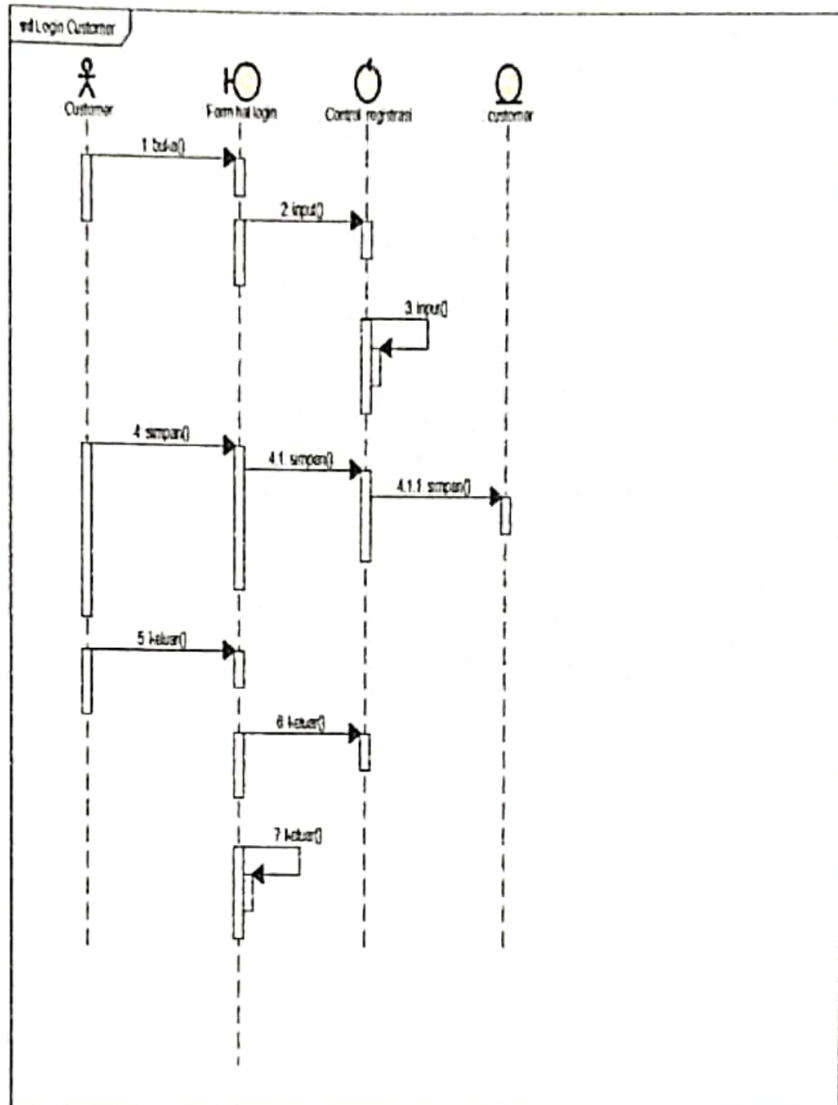 sd Login Customer
Customer
Form hal login
Control registrasi
: customer
1. buka()
2. input()
3. input()
4. simpan()
4.1. simpan()
4.1.1 simpan()
5. keluar()
6. keluar()
7. keluar()